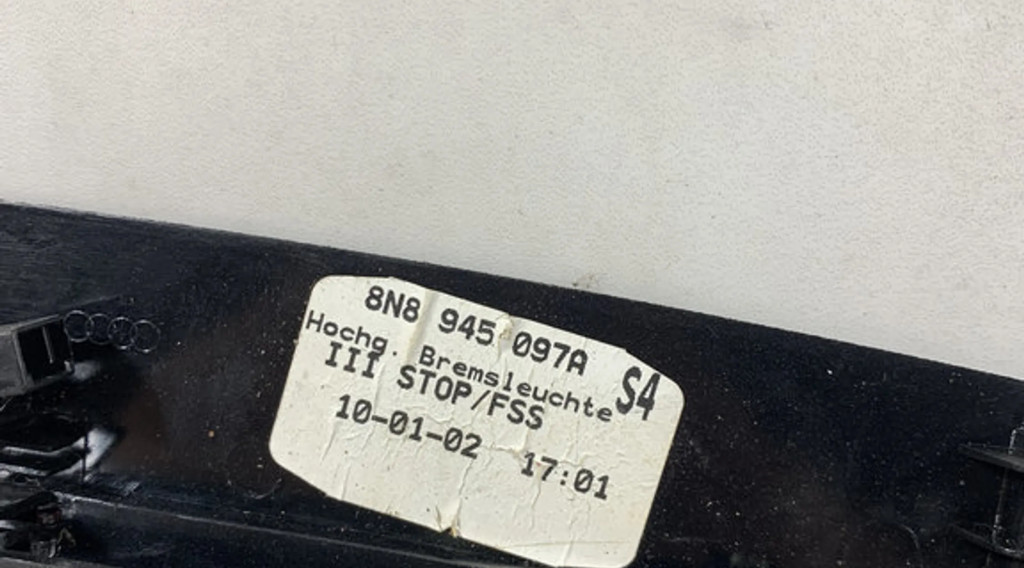 8N8 945 097A
Hochg. Bremsleuchte S4
III STOP/FSS
10-01-02 17:01